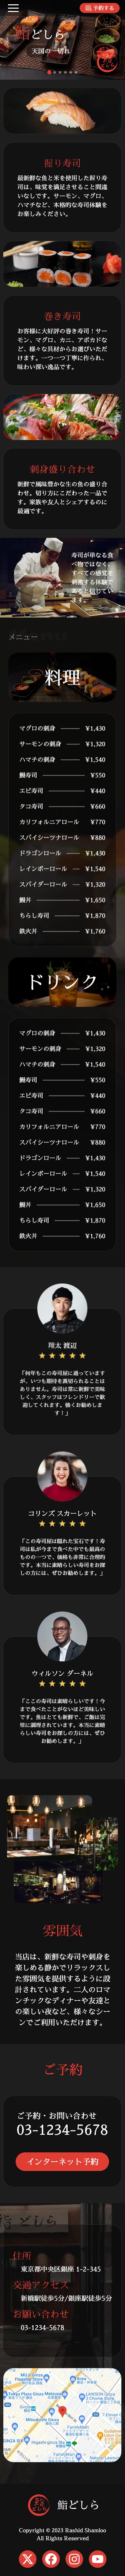 予約する
鮨どしら
天国の一切れ
握り寿司
最新鮮な魚と米を使用した握り寿
司は、味覚を満足させること間違
いなしです。サーモン、マグロ、
ハマチなど、本格的な寿司体験を
お楽しみください。
巻き寿司
お客様に大好評の巻き寿司！サー
モン、マグロ、カニ、アボカドな
ど、様々な具材からお選びいただ
けます。一つ一つ丁寧に作られ、
味わい深い逸品です。
刺身盛り合わせ
新鮮で風味豊かな生の魚の盛り合
わせ。切り方にこだわった一品で
す。家族や友人とシェアするのに
最適です。
寿司が単なる食
べ物ではなく、
すべての感覚を
刺激する体験で
あると信じてい
ます。
メニュー
料理
マグロの刺身 ¥1,430
サーモンの刺身 ¥1,320
ハマチの刺身 ¥1,540
鰻寿司 ¥550
エビ寿司 ¥440
タコ寿司 ¥660
カリフォルニアロール ¥770
スパイシーツナロール ¥880
ドラゴンロール ¥1,430
レインボーロール ¥1,540
スパイダーロール ¥1,320
鰻丼 ¥1,650
ちらし寿司 ¥1,870
鉄火丼 ¥1,760
ドリンク
マグロの刺身 ¥1,430
サーモンの刺身 ¥1,320
ハマチの刺身 ¥1,540
鰻寿司 ¥550
エビ寿司 ¥440
タコ寿司 ¥660
カリフォルニアロール ¥770
スパイシーツナロール ¥880
ドラゴンロール ¥1,430
レインボーロール ¥1,540
スパイダーロール ¥1,320
鰻丼 ¥1,650
ちらし寿司 ¥1,870
鉄火丼 ¥1,760
翔太 渡辺
「何年もこの寿司屋に通っています
が、いつも期待を裏切られることは
ありません。寿司は常に新鮮で美味
しく、スタッフはフレンドリーで歓
迎してくれます。強くお勧めしま
す！」
コリンズ スカーレット
「この寿司屋は隠れた宝石です！寿
司は私が今まで食べた中でも最高の
ものの一つで、価格も非常に合理的
です。本当に素晴らしい寿司をお探
しの方には、ぜひお勧めします。」
ウィルソン ダーネル
「ここの寿司は素晴らしいです！今
まで食べたことがないほど美味しい
です。魚はとても新鮮で、ご飯は完
璧に調理されています。本当に素晴
らしい寿司をお探しの方には、ぜひ
お勧めします。」
雰囲気
当店は、新鮮な寿司や刺身を
楽しめる静かでリラックスし
た雰囲気を提供するように設
計されています。二人のロマ
ンチックなディナーや友達と
の楽しい夜など、様々なシー
ンでご利用いただけます。
ご予約
ご予約・お問い合わせ
03-1234-5678
インターネット予約
住所
東京都中央区銀座 1-2-345
交通アクセス
新橋駅徒歩5分/銀座駅徒歩5分
お問い合わせ
03-1234-5678
鮨どしら
Copyright © 2023 Rashid Shamloo
All Rights Reserved